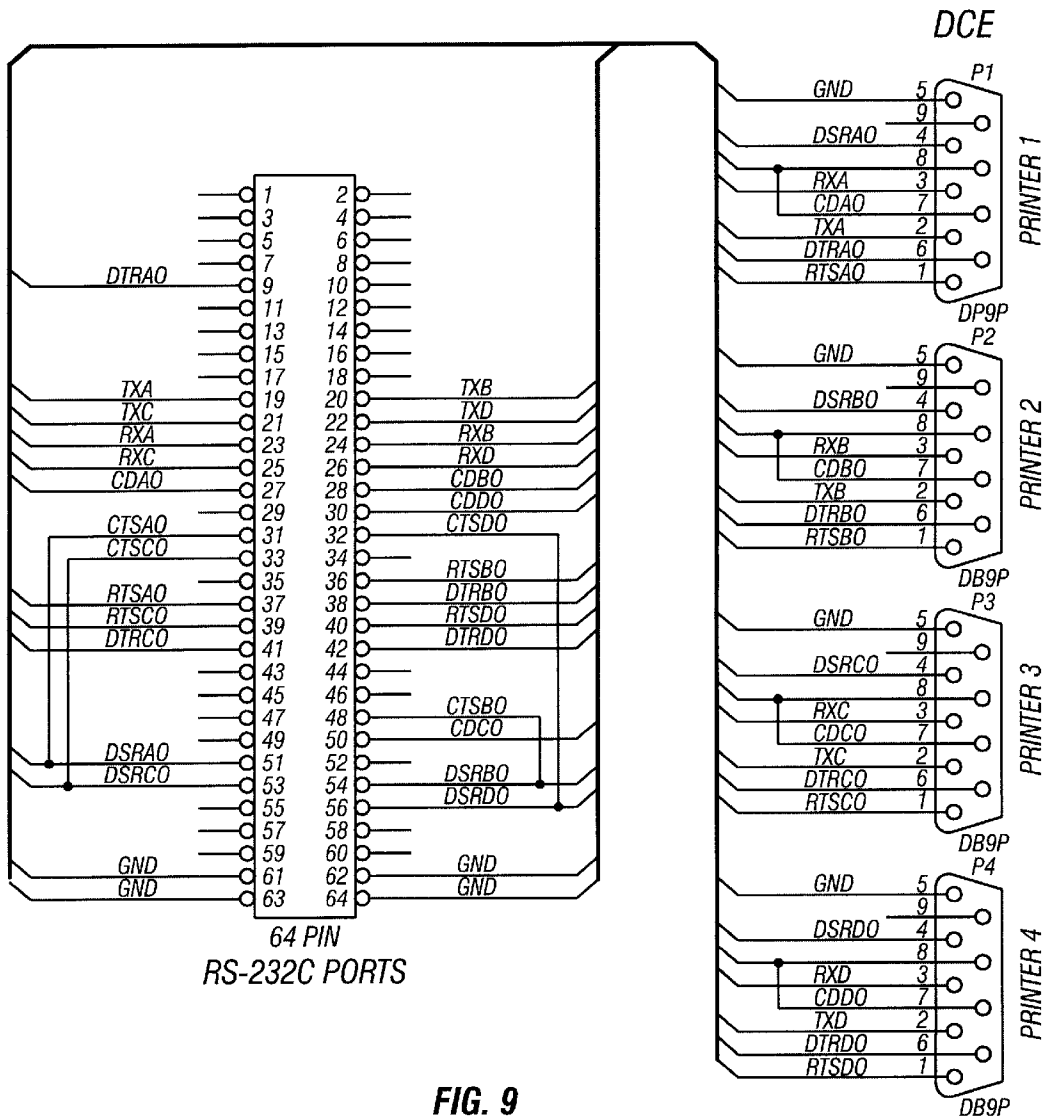 DCE
P1
GND 5
9
DSRAO 4
8
RXA 3
CDAO 7
TXA 2
DTRAO 6
RTSAO 1
PRINTER 1
DP9P
P2
GND 5
9
DSRBO 4
8
RXB 3
CDBO 7
TXB 2
DTRBO 6
RTSBO 1
PRINTER 2
DB9P
P3
GND 5
9
DSRCO 4
8
RXC 3
CDCO 7
TXC 2
DTRCO 6
RTSCO 1
PRINTER 3
DB9P
P4
GND 5
9
DSRDO 4
8
RXD 3
CDDO 7
TXD 2
DTRDO 6
RTSDO 1
PRINTER 4
DB9P
1 2
3 4
5 6
7 8
DTRAO 9 10
11 12
13 14
15 16
17 18
TXA 19 20 TXB
TXC 21 22 TXD
RXA 23 24 RXB
RXC 25 26 RXD
CDAO 27 28 CDBO
29 30 CDDO
CTSAO 31 32 CTSDO
CTSCO 33 34
35 36 RTSBO
RTSAO 37 38 DTRBO
RTSCO 39 40 RTSDO
DTRCO 41 42 DTRDO
43 44
45 46
47 48 CTSBO
49 50 CDCO
DSRAO 51 52
DSRCO 53 54 DSRBO
55 56 DSRDO
57 58
59 60
GND 61 62 GND
GND 63 64 GND
64 PIN
RS-232C PORTS
FIG. 9